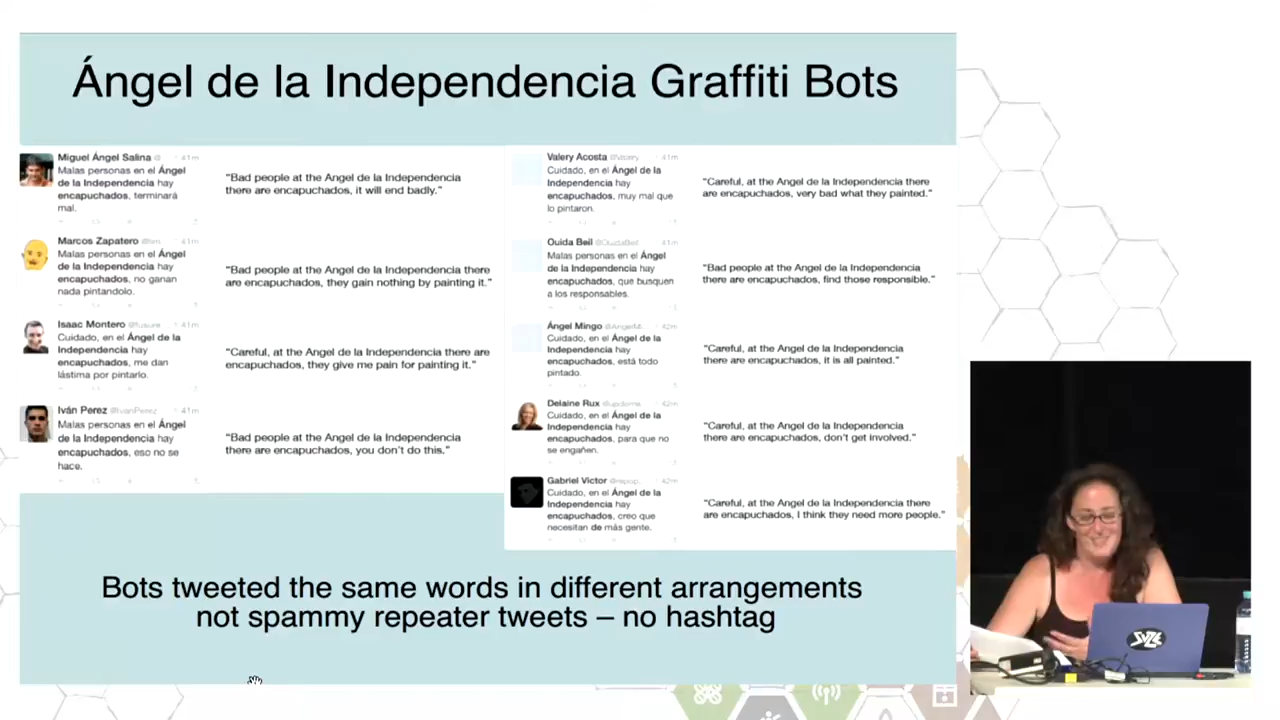 Ángel de la Independencia Graffiti Bots
Miguel Ángel Salina @ · 41m
Malas personas en el Ángel
de la Independencia hay
encapuchados, terminará
mal.
"Bad people at the Angel de la Independencia
there are encapuchados, it will end badly."
Marcos Zapatero 41m
Malas personas en el Ángel
de la Independencia hay
encapuchados, no ganan
nada pintandolo.
"Bad people at the Angel de la Independencia there
are encapuchados, they gain nothing by painting it."
Isaac Montero · 41m
Cuidado, en el Ángel de la
Independencia hay
encapuchados, me dan
lástima por pintarlo.
"Careful, at the Angel de la Independencia there are
encapuchados, they give me pain for painting it."
Iván Perez @IvanPerez · 41m
Malas personas en el Ángel
de la Independencia hay
encapuchados, eso no se
hace.
"Bad people at the Angel de la Independencia
there are encapuchados, you don't do this."
Valery Acosta · 41m
Cuidado, en el Ángel de la
Independencia hay
encapuchados, muy mal que
lo pintaron.
"Careful, at the Angel de la Independencia there
are encapuchados, very bad what they painted."
Ouida Beil @OuidaBeil · 41m
Malas personas en el Ángel
de la Independencia hay
encapuchados, que busquen
a los responsables.
"Bad people at the Angel de la Independencia
there are encapuchados, find those responsible."
Ángel Mingo · 42m
Cuidado, en el Ángel de la
Independencia hay
encapuchados, está todo
pintado.
"Careful, at the Angel de la Independencia
there are encapuchados, it is all painted."
Delaine Rux · 42m
Cuidado, en el Ángel de la
Independencia hay
encapuchados, para que no
se engañen.
"Careful, at the Angel de la Independencia
there are encapuchados, don't get involved."
Gabriel Victor · 42m
Cuidado, en el Ángel de la
Independencia hay
encapuchados, creo que
necesitan de más gente.
"Careful, at the Angel de la Independencia there
are encapuchados, I think they need more people."
Bots tweeted the same words in different arrangements
not spammy repeater tweets – no hashtag